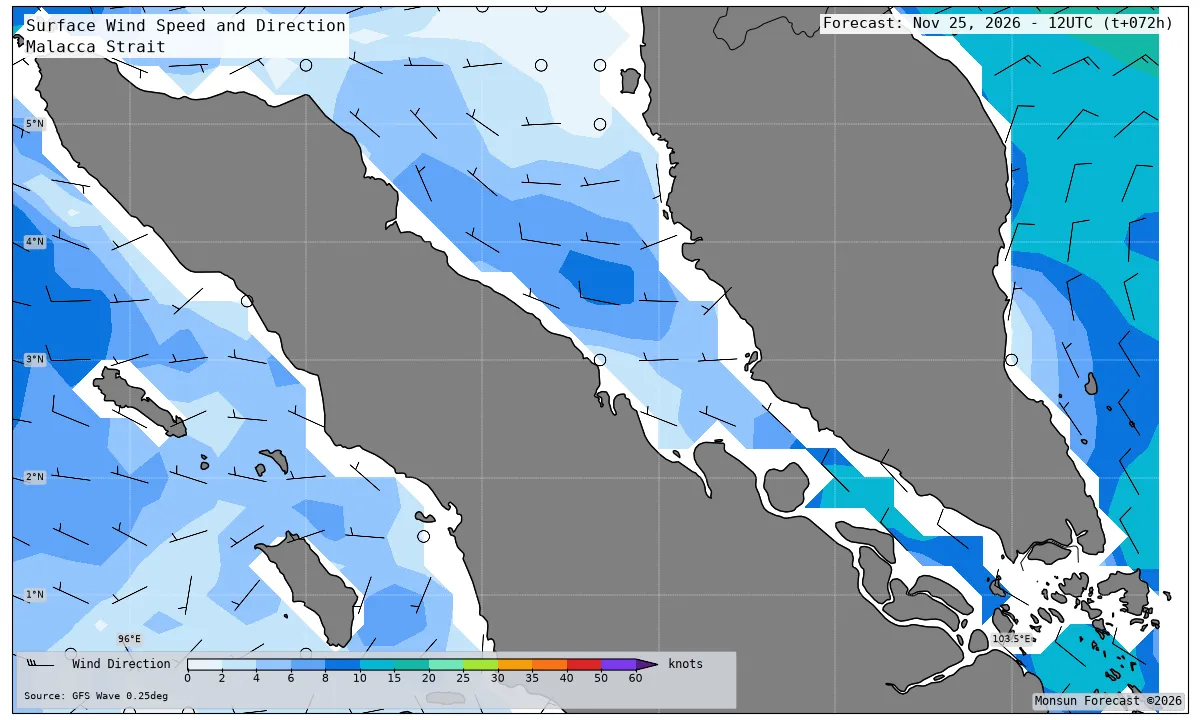 Surface Wind Speed and Direction
Malacca Strait
Forecast: Nov 25, 2026 - 12UTC (t+072h)
5°N
4°N
3°N
2°N
1°N
96°E
103.5°E
Wind Direction
0 2 4 6 8 10 15 20 25 30 35 40 50 60
knots
Source: GFS Wave 0.25deg
Monsun Forecast ©2026